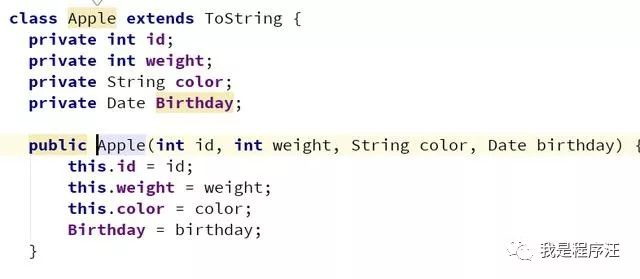 class Apple extends ToString {
private int id;
private int weight;
private String color;
private Date Birthday;
public Apple(int id, int weight, String color, Date birthday) {
this.id = id;
this.weight = weight;
this.color = color;
Birthday = birthday;
}
我是程序汪